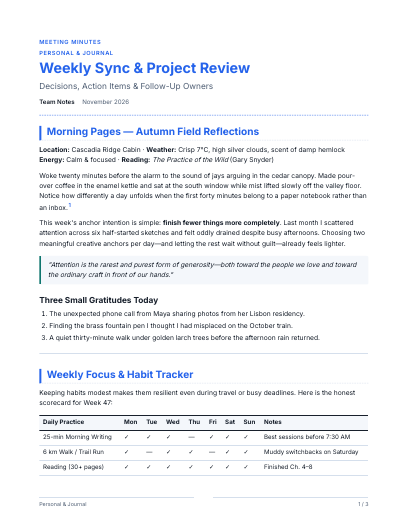 MEETING MINUTES
PERSONAL & JOURNAL
Weekly Sync & Project Review
Decisions, Action Items & Follow-Up Owners
Team Notes November 2026
Morning Pages — Autumn Field Reflections
Location: Cascadia Ridge Cabin · Weather: Crisp 7°C, high silver clouds, scent of damp hemlock
Energy: Calm & focused · Reading: The Practice of the Wild (Gary Snyder)
Woke twenty minutes before the alarm to the sound of jays arguing in the cedar canopy. Made pour-
over coffee in the enamel kettle and sat at the south window while mist lifted slowly off the valley floor.
Notice how differently a day unfolds when the first forty minutes belong to a paper notebook rather than
an inbox.1
This week's anchor intention is simple: finish fewer things more completely. Last month I scattered
attention across six half-started sketches and felt oddly drained despite busy afternoons. Choosing two
meaningful creative anchors per day—and letting the rest wait without guilt—already feels lighter.
"Attention is the rarest and purest form of generosity—both toward the people we love and toward
the ordinary craft in front of our hands."
Three Small Gratitudes Today
1. The unexpected phone call from Maya sharing photos from her Lisbon residency.
2. Finding the brass fountain pen I thought I had misplaced on the October train.
3. A quiet thirty-minute walk under golden larch trees before the afternoon rain returned.
Weekly Focus & Habit Tracker
Keeping habits modest makes them resilient even during travel or busy deadlines. Here is the honest
scorecard for Week 47:
Daily Practice Mon Tue Wed Thu Fri Sat Sun Notes
25-min Morning Writing ✓ ✓ ✓ — ✓ ✓ ✓ Best sessions before 7:30 AM
6 km Walk / Trail Run ✓ — ✓ ✓ — ✓ ✓ Muddy switchbacks on Saturday
Reading (30+ pages) ✓ ✓ ✓ ✓ ✓ ✓ ✓ Finished Ch. 4–8
Personal & Journal 1 / 3